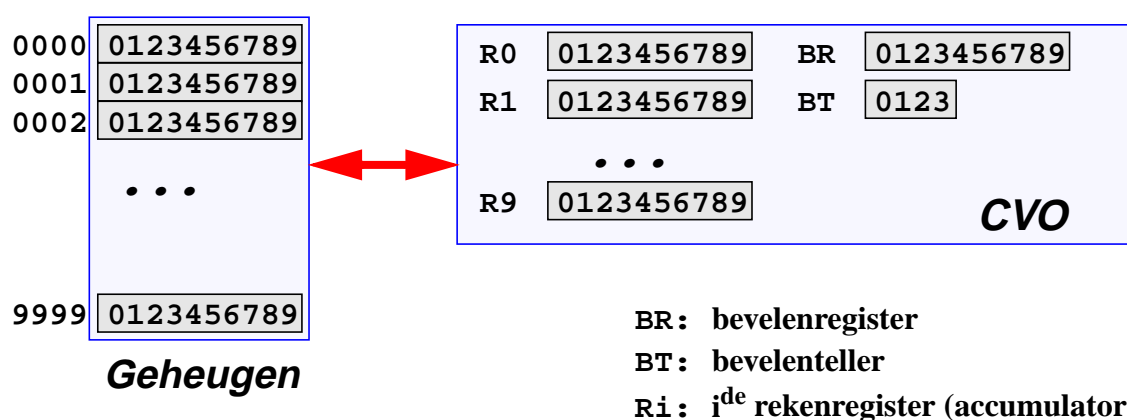 0000 0123456789
0001 0123456789
0002 0123456789
...
9999 0123456789
Geheugen
R0 0123456789 BR 0123456789
R1 0123456789 BT 0123
...
R9 0123456789
CVO
BR: bevelenregister
BT: bevelenteller
Ri: i^de rekenregister (accumulator